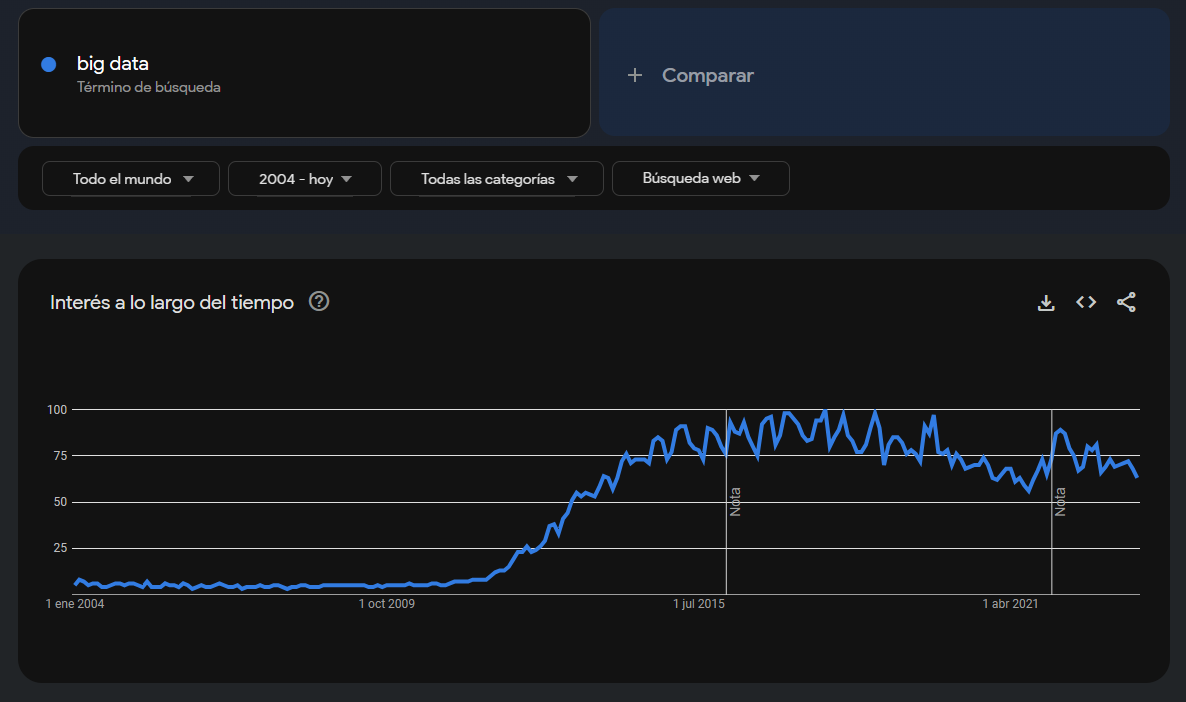 big data
Término de búsqueda
+ Comparar
Todo el mundo
2004 - hoy
Todas las categorías
Búsqueda web
Interés a lo largo del tiempo
100
75
50
25
Nota
Nota
1 ene 2004
1 oct 2009
1 jul 2015
1 abr 2021